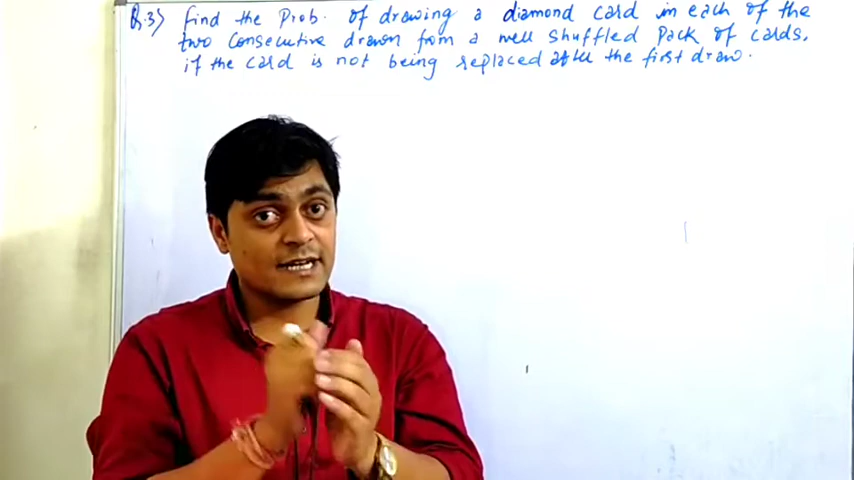 Q.3> find the Prob. of drawing a diamond card in each of the
two consecutive drawn from a well shuffled pack of cards,
if the card is not being replaced after the first draw.